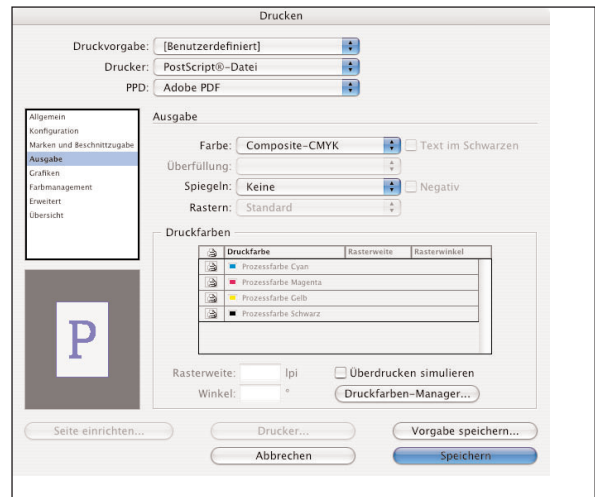 Drucken
Druckvorgabe: [Benutzerdefiniert]
Drucker: PostScript®-Datei
PPD: Adobe PDF
Allgemein
Konfiguration
Marken und Beschnittzugabe
Ausgabe
Grafiken
Farbmanagement
Erweitert
Übersicht
Ausgabe
Farbe: Composite-CMYK Text im Schwarzen
Überfüllung:
Spiegeln: Keine Negativ
Rastern: Standard
Druckfarben
Druckfarbe Rasterweite Rasterwinkel
Prozessfarbe Cyan
Prozessfarbe Magenta
Prozessfarbe Gelb
Prozessfarbe Schwarz
Rasterweite: lpi Überdrucken simulieren
Winkel: ° Druckfarben-Manager...
P
Seite einrichten... Drucker... Vorgabe speichern...
Abbrechen Speichern